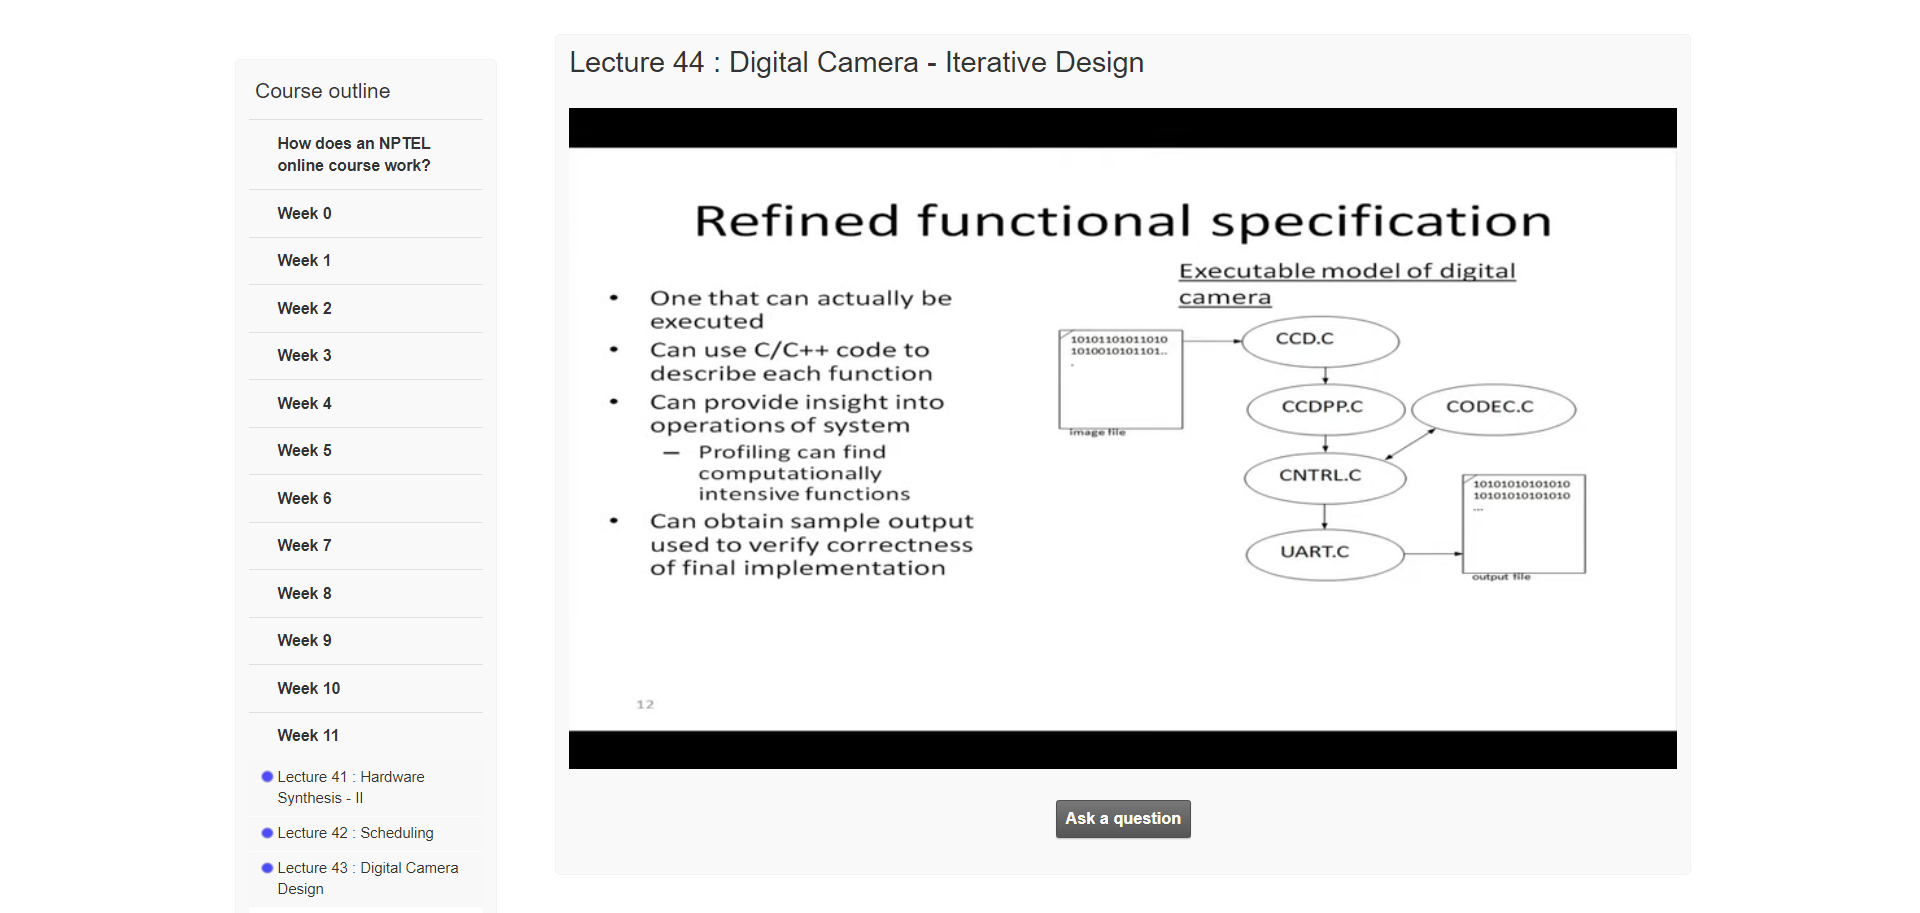 Course outline
How does an NPTEL
online course work?
Week 0
Week 1
Week 2
Week 3
Week 4
Week 5
Week 6
Week 7
Week 8
Week 9
Week 10
Week 11
Lecture 41 : Hardware
Synthesis - II
Lecture 42 : Scheduling
Lecture 43 : Digital Camera
Design
Lecture 44 : Digital Camera - Iterative Design
Refined functional specification
• One that can actually be
executed
• Can use C/C++ code to
describe each function
• Can provide insight into
operations of system
– Profiling can find
computationally
intensive functions
• Can obtain sample output
used to verify correctness
of final implementation
Executable model of digital
camera
10101101011010
1010010101101..
.
image file
CCD.C
CCDPP.C
CODEC.C
CNTRL.C
UART.C
10101010101010
10101010101010
...
output file
12
Ask a question